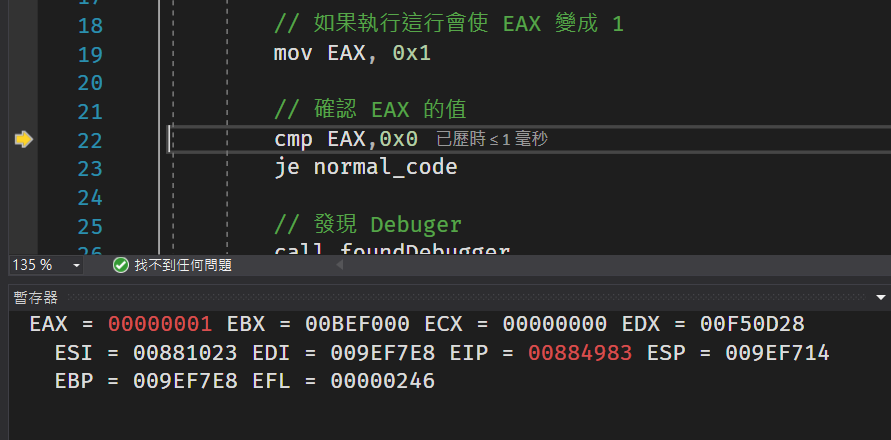 18 // 如果執行這行會使 EAX 變成 1
19 mov EAX, 0x1
20
21 // 確認 EAX 的值
22 cmp EAX,0x0 已歷時 ≤ 1 毫秒
23 je normal_code
24
25 // 發現 Debuger
26 call foundDebugger
135 % 找不到任何問題
暫存器
EAX = 00000001 EBX = 00BEF000 ECX = 00000000 EDX = 00F50D28
ESI = 00881023 EDI = 009EF7E8 EIP = 00884983 ESP = 009EF714
EBP = 009EF7E8 EFL = 00000246